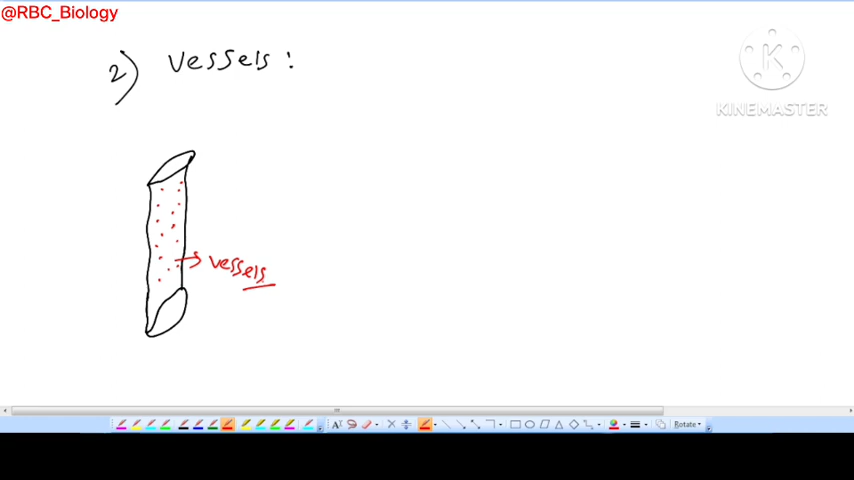 @RBC_Biology
2) Vessels :
K
KINEMASTER
vessels
Rotate